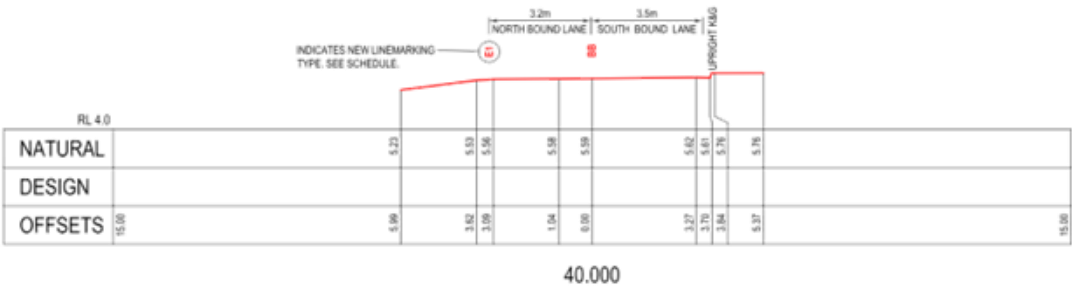 3.2m 3.5m
NORTH BOUND LANE SOUTH BOUND LANE
UPRIGHT K&G
INDICATES NEW LINEMARKING
TYPE. SEE SCHEDULE.
E1
BB
RL 4.0
NATURAL 5.23 5.53 5.56 5.58 5.59 5.62 5.61 5.76 5.76
DESIGN
OFFSETS 15.00 5.99 3.62 3.09 1.04 0.00 3.27 3.70 3.84 5.37 15.00
40.000